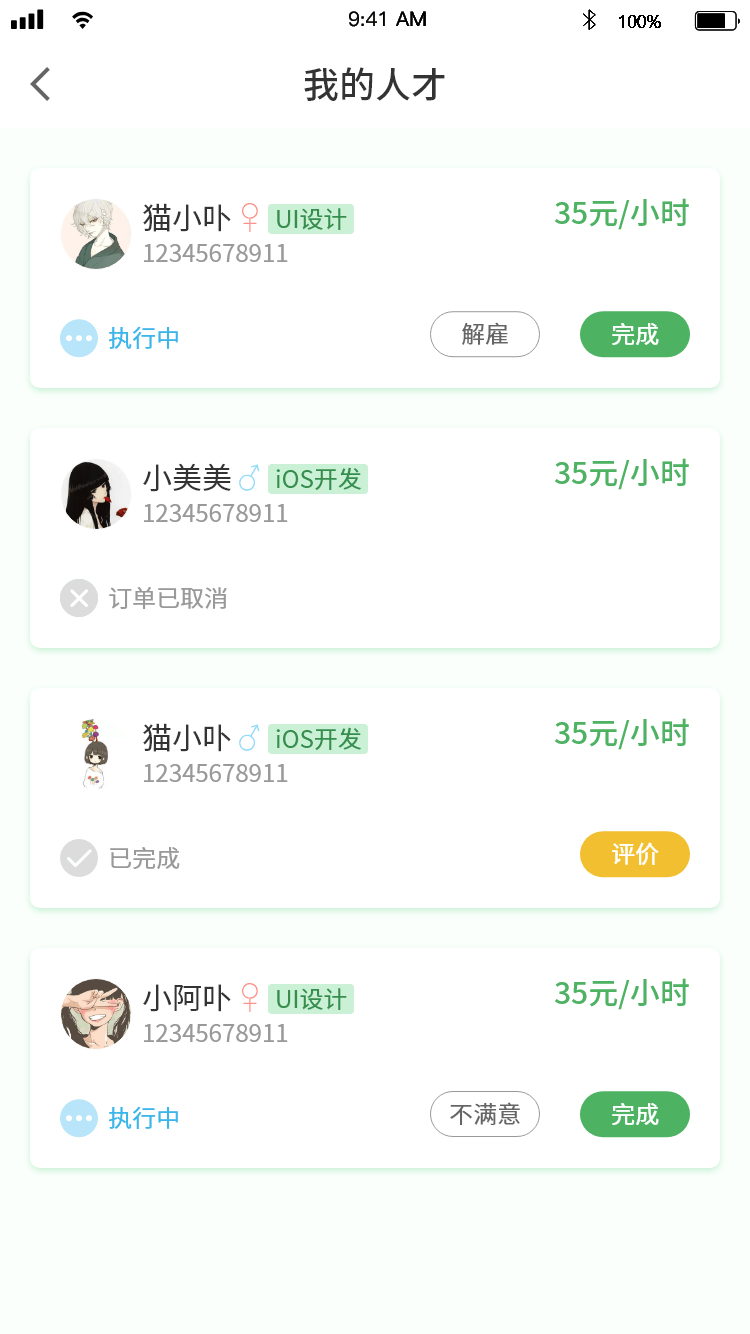 9:41 AM 100%
我的人才
猫小卟 UI设计 35元/小时
12345678911
执行中 解雇 完成
小美美 iOS开发 35元/小时
12345678911
订单已取消
猫小卟 iOS开发 35元/小时
12345678911
已完成 评价
小阿卟 UI设计 35元/小时
12345678911
执行中 不满意 完成